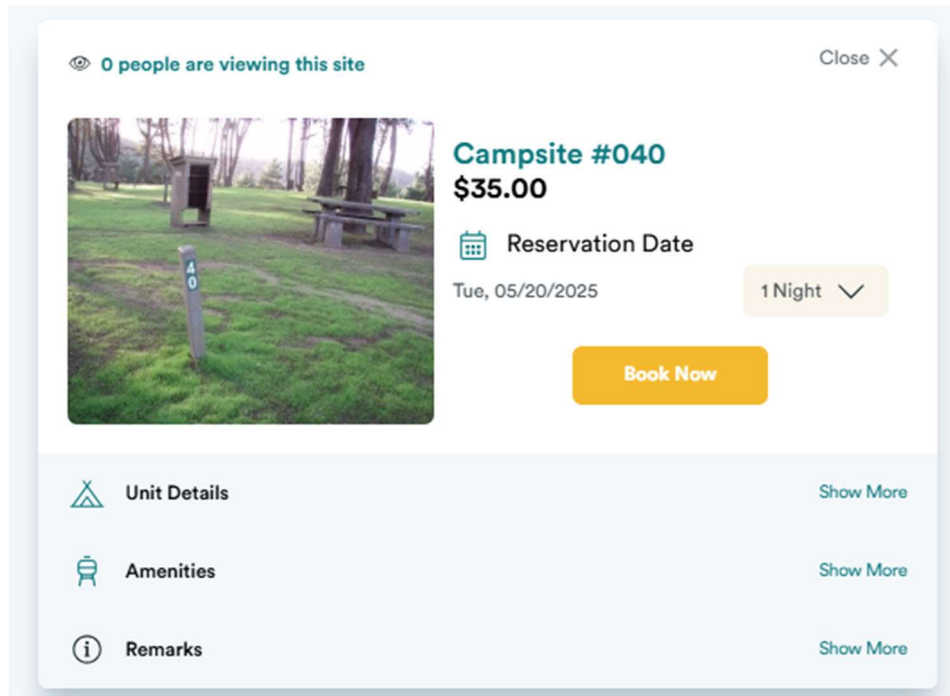 0 people are viewing this site
Close
40
Campsite #040
$35.00
Reservation Date
Tue, 05/20/2025
1 Night
Book Now
Unit Details
Show More
Amenities
Show More
Remarks
Show More